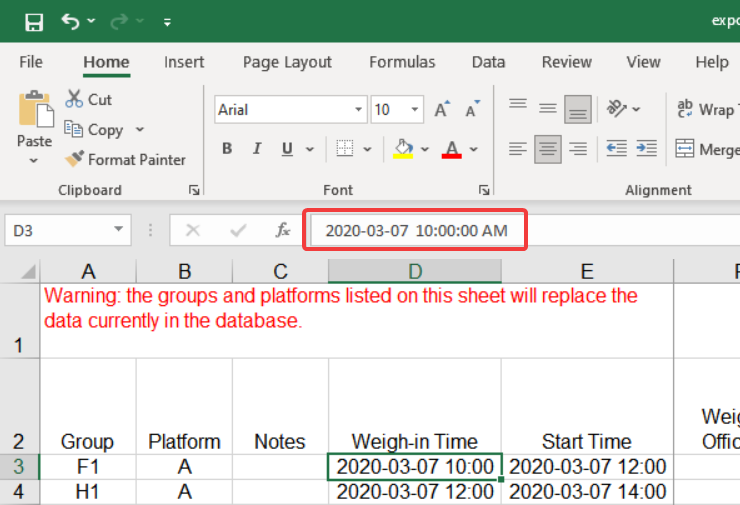 expo
File Home Insert Page Layout Formulas Data Review View Help
Cut
Copy
Paste
Format Painter
Clipboard
Arial 10 A A
B I U A
Font
ab Wrap T
Merge
Alignment
D3 fx 2020-03-07 10:00:00 AM
A B C D E F
1 Warning: the groups and platforms listed on this sheet will replace the
data currently in the database.
Weig
2 Group Platform Notes Weigh-in Time Start Time Offic
3 F1 A 2020-03-07 10:00 2020-03-07 12:00
4 H1 A 2020-03-07 12:00 2020-03-07 14:00